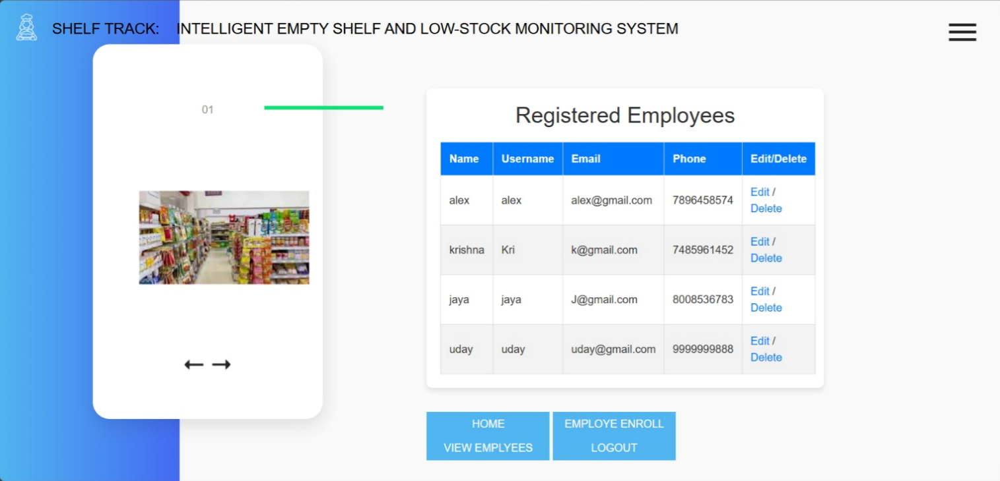 SHELF TRACK: INTELLIGENT EMPTY SHELF AND LOW-STOCK MONITORING SYSTEM
01
Registered Employees
Name Username Email Phone Edit/Delete
alex alex alex@gmail.com 7896458574 Edit /
Delete
krishna Kri k@gmail.com 7485961452 Edit /
Delete
jaya jaya J@gmail.com 8008536783 Edit /
Delete
uday uday uday@gmail.com 9999999888 Edit /
Delete
HOME EMPLOYE ENROLL
VIEW EMPLYEES LOGOUT